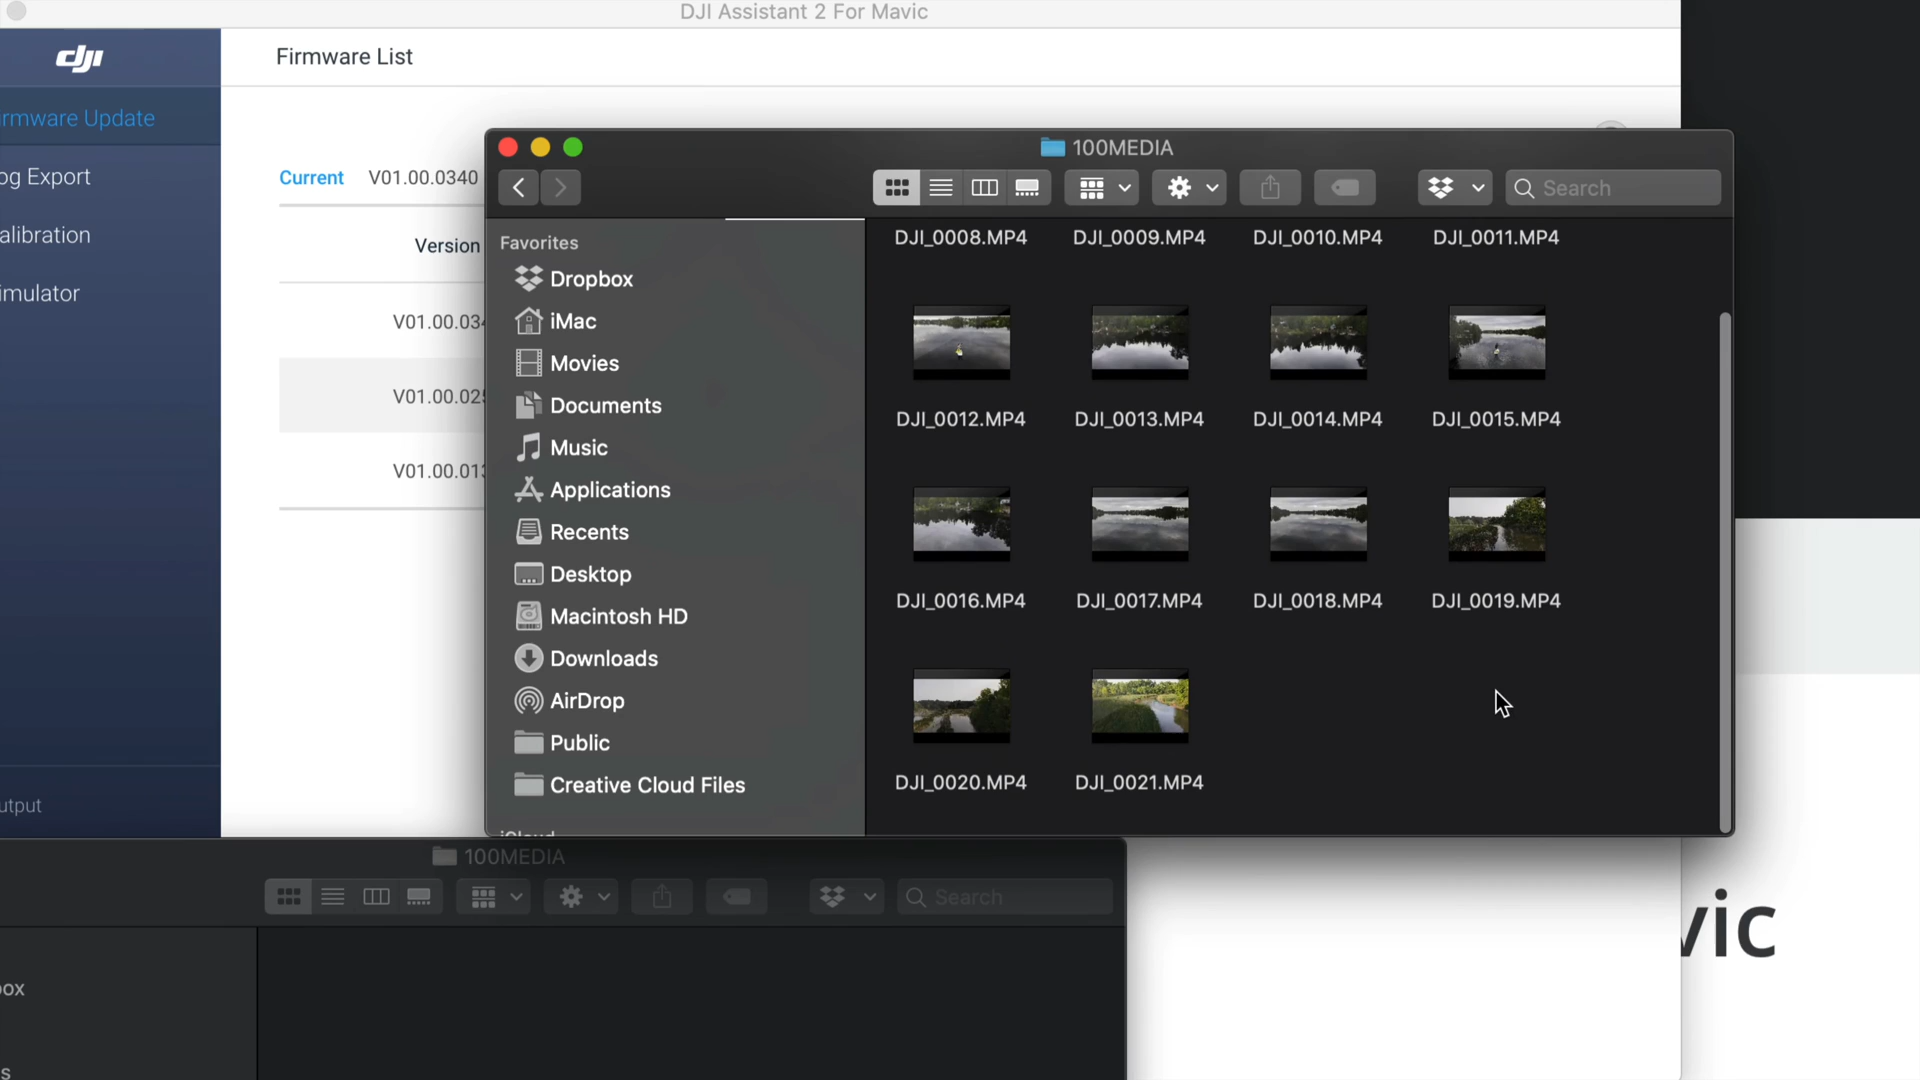 DJI Assistant 2 For Mavic
dji
Firmware List
rmware Update
og Export
alibration
imulator
utput
Current V01.00.0340
Version
V01.00.034
V01.00.025
V01.00.013
100MEDIA
Search
Favorites
Dropbox
iMac
Movies
Documents
Music
Applications
Recents
Desktop
Macintosh HD
Downloads
AirDrop
Public
Creative Cloud Files
iCloud
DJI_0008.MP4 DJI_0009.MP4 DJI_0010.MP4 DJI_0011.MP4
DJI_0012.MP4 DJI_0013.MP4 DJI_0014.MP4 DJI_0015.MP4
DJI_0016.MP4 DJI_0017.MP4 DJI_0018.MP4 DJI_0019.MP4
DJI_0020.MP4 DJI_0021.MP4
100MEDIA
Search
ox
s
vic